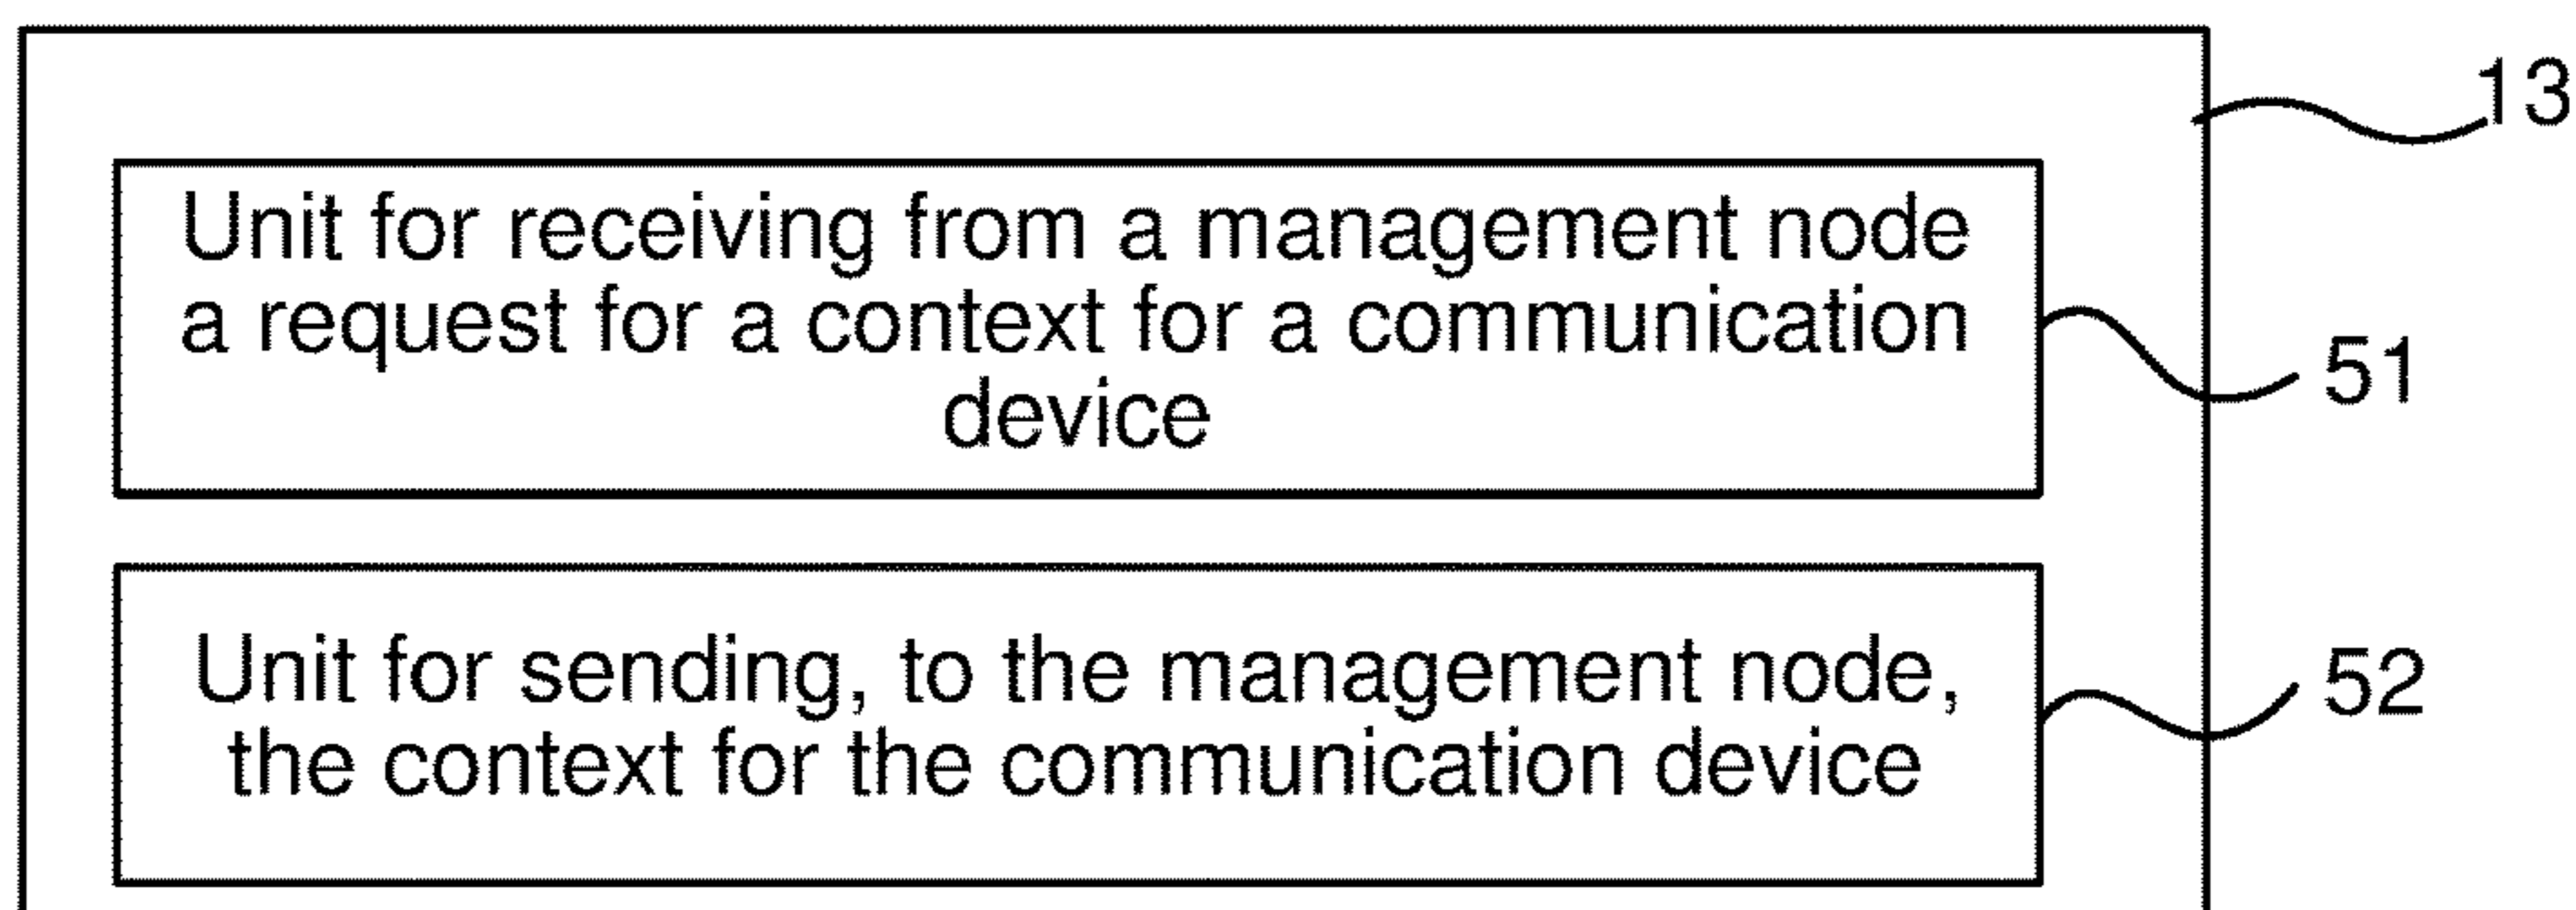 13
Unit for receiving from a management node
a request for a context for a communication
device
51
Unit for sending, to the management node,
the context for the communication device
52